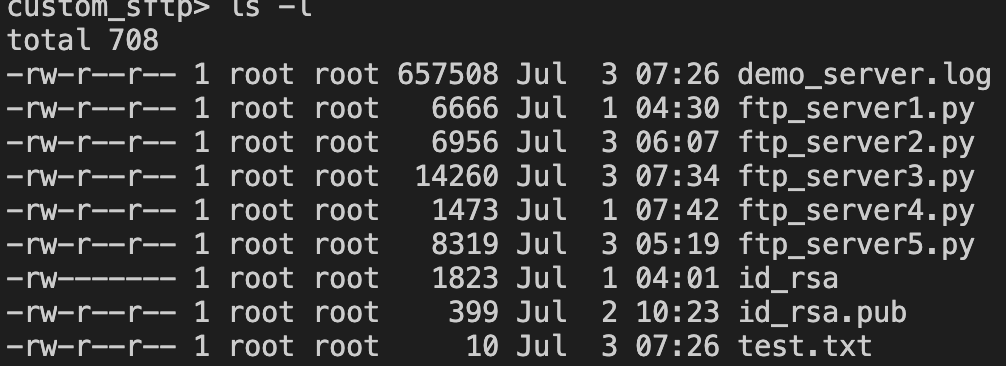 custom_sftp> ls -l
total 708
-rw-r--r-- 1 root root 657508 Jul  3 07:26 demo_server.log
-rw-r--r-- 1 root root   6666 Jul  1 04:30 ftp_server1.py
-rw-r--r-- 1 root root   6956 Jul  3 06:07 ftp_server2.py
-rw-r--r-- 1 root root  14260 Jul  3 07:34 ftp_server3.py
-rw-r--r-- 1 root root   1473 Jul  1 07:42 ftp_server4.py
-rw-r--r-- 1 root root   8319 Jul  3 05:19 ftp_server5.py
-rw------- 1 root root   1823 Jul  1 04:01 id_rsa
-rw-r--r-- 1 root root    399 Jul  2 10:23 id_rsa.pub
-rw-r--r-- 1 root root     10 Jul  3 07:26 test.txt